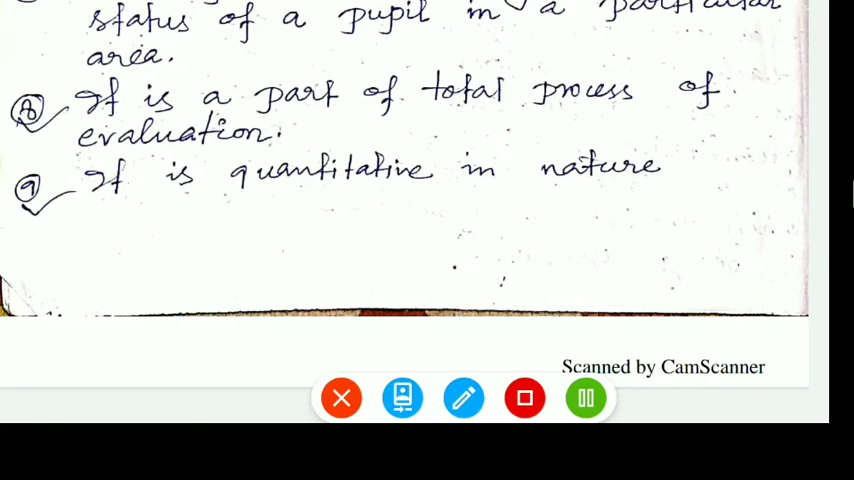 status of a pupil in a particular
area.
⑧ It is a part of total process of
evaluation.
⑨ It is quantitative in nature
Scanned by CamScanner